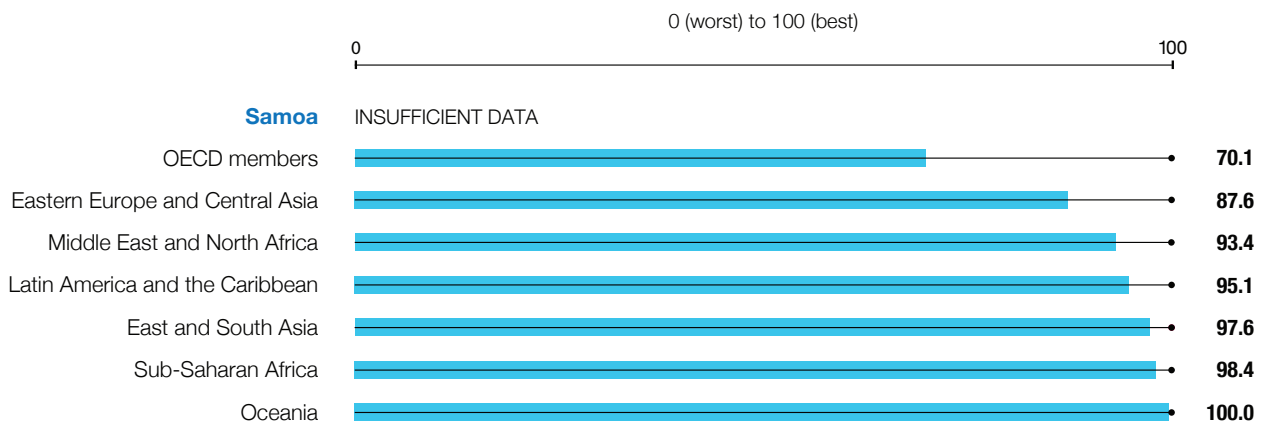 0 (worst) to 100 (best)
0 100
Samoa INSUFFICIENT DATA
OECD members 70.1
Eastern Europe and Central Asia 87.6
Middle East and North Africa 93.4
Latin America and the Caribbean 95.1
East and South Asia 97.6
Sub-Saharan Africa 98.4
Oceania 100.0